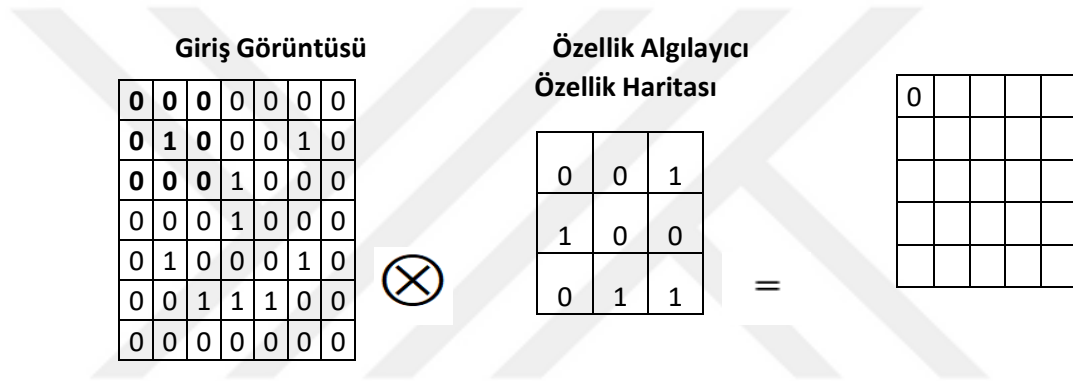 Giriş Görüntüsü
0 0 0 0 0 0 0
0 1 0 0 0 1 0
0 0 0 1 0 0 0
0 0 0 1 0 0 0
0 1 0 0 0 1 0
0 0 1 1 1 0 0
0 0 0 0 0 0 0
Özellik Algılayıcı
Özellik Haritası
0 0 1
1 0 0
0 1 1
=
0